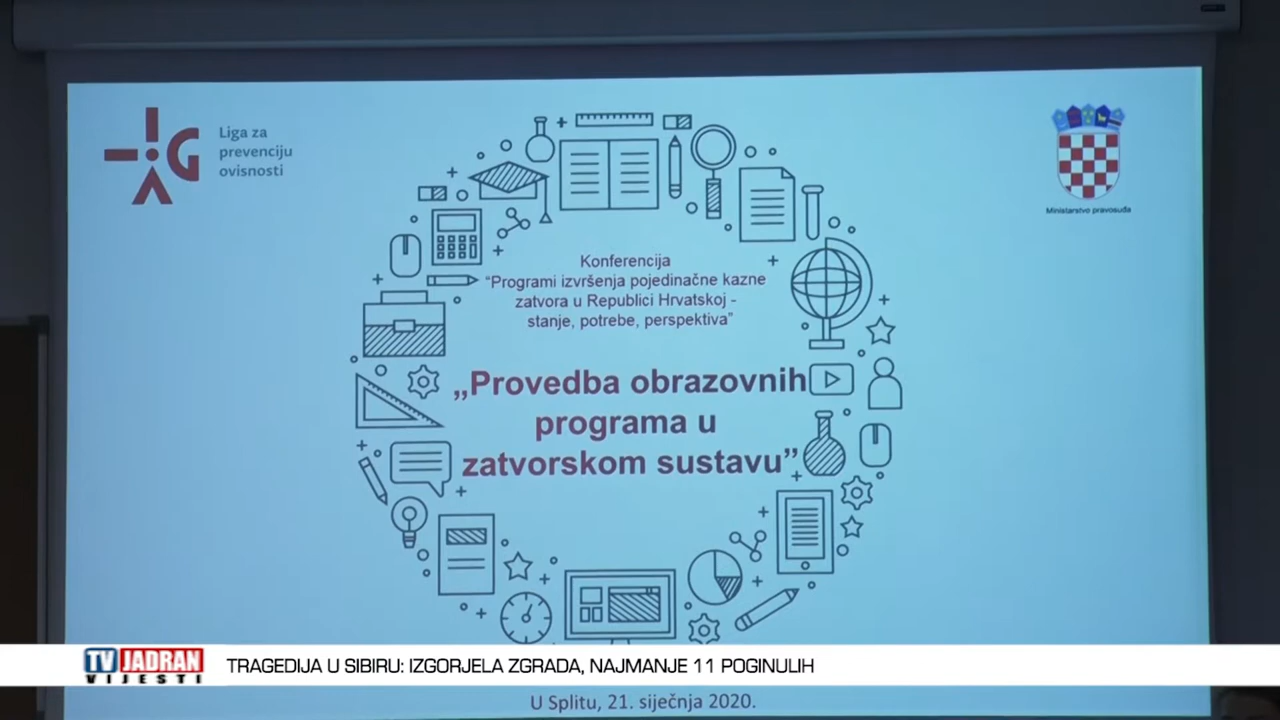 Liga za
prevenciju
ovisnosti
Ministarstvo pravosuđa
Konferencija
“Programi izvršenja pojedinačne kazne
zatvora u Republici Hrvatskoj -
stanje, potrebe, perspektiva”
„Provedba obrazovnih
programa u
zatvorskom sustavu”
TV JADRAN
VIJESTI
TRAGEDIJA U SIBIRU: IZGORJELA ZGRADA, NAJMANJE 11 POGINULIH
U Splitu, 21. siječnja 2020.